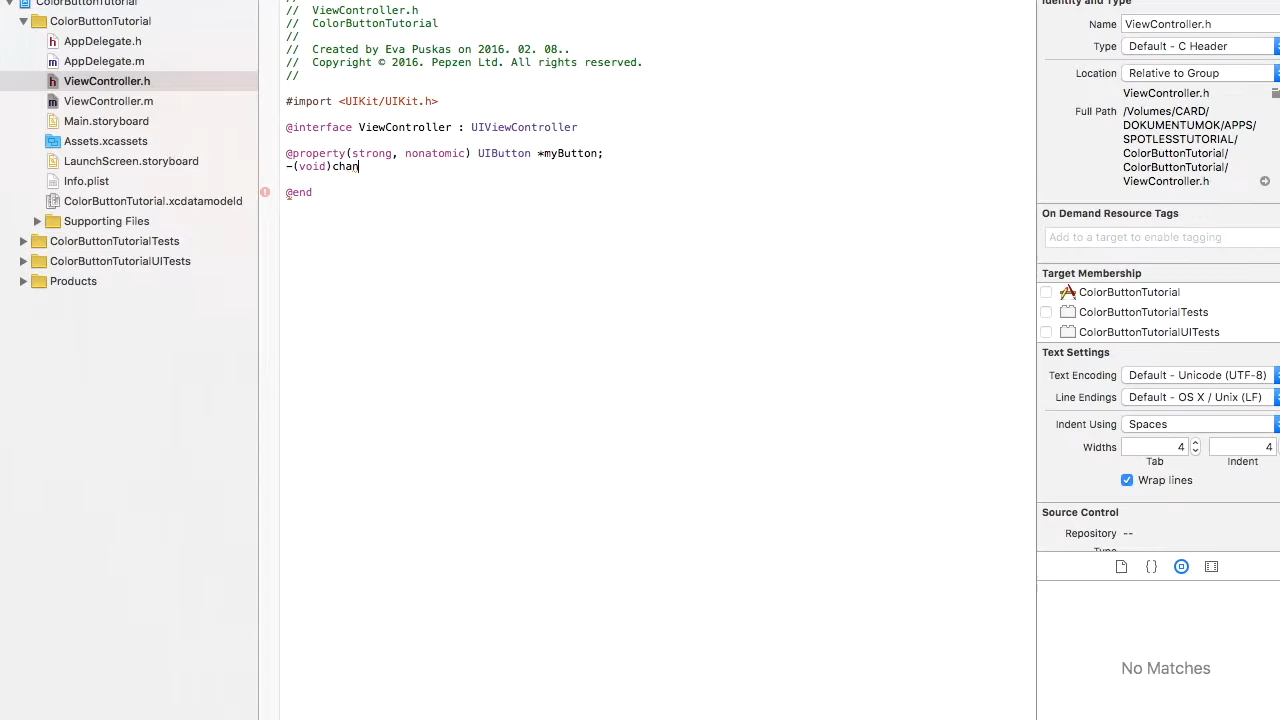 ColorButtonTutorial
ColorButtonTutorial
AppDelegate.h
AppDelegate.m
ViewController.h
ViewController.m
Main.storyboard
Assets.xcassets
LaunchScreen.storyboard
Info.plist
ColorButtonTutorial.xcdatamodeld
Supporting Files
ColorButtonTutorialTests
ColorButtonTutorialUITests
Products
//
// ViewController.h
// ColorButtonTutorial
//
// Created by Eva Puskas on 2016. 02. 08..
// Copyright © 2016. Pepzen Ltd. All rights reserved.
//
#import <UIKit/UIKit.h>
@interface ViewController : UIViewController
@property(strong, nonatomic) UIButton *myButton;
-(void)chan
@end
Identity and Type
Name ViewController.h
Type Default - C Header
Location Relative to Group
ViewController.h
Full Path /Volumes/CARD/
DOKUMENTUMOK/APPS/
SPOTLESSTUTORIAL/
ColorButtonTutorial/
ColorButtonTutorial/
ViewController.h
On Demand Resource Tags
Add to a target to enable tagging
Target Membership
ColorButtonTutorial
ColorButtonTutorialTests
ColorButtonTutorialUITests
Text Settings
Text Encoding Default - Unicode (UTF-8)
Line Endings Default - OS X / Unix (LF)
Indent Using Spaces
Widths 4 4
Tab Indent
Wrap lines
Source Control
Repository --
Type
{ }
No Matches